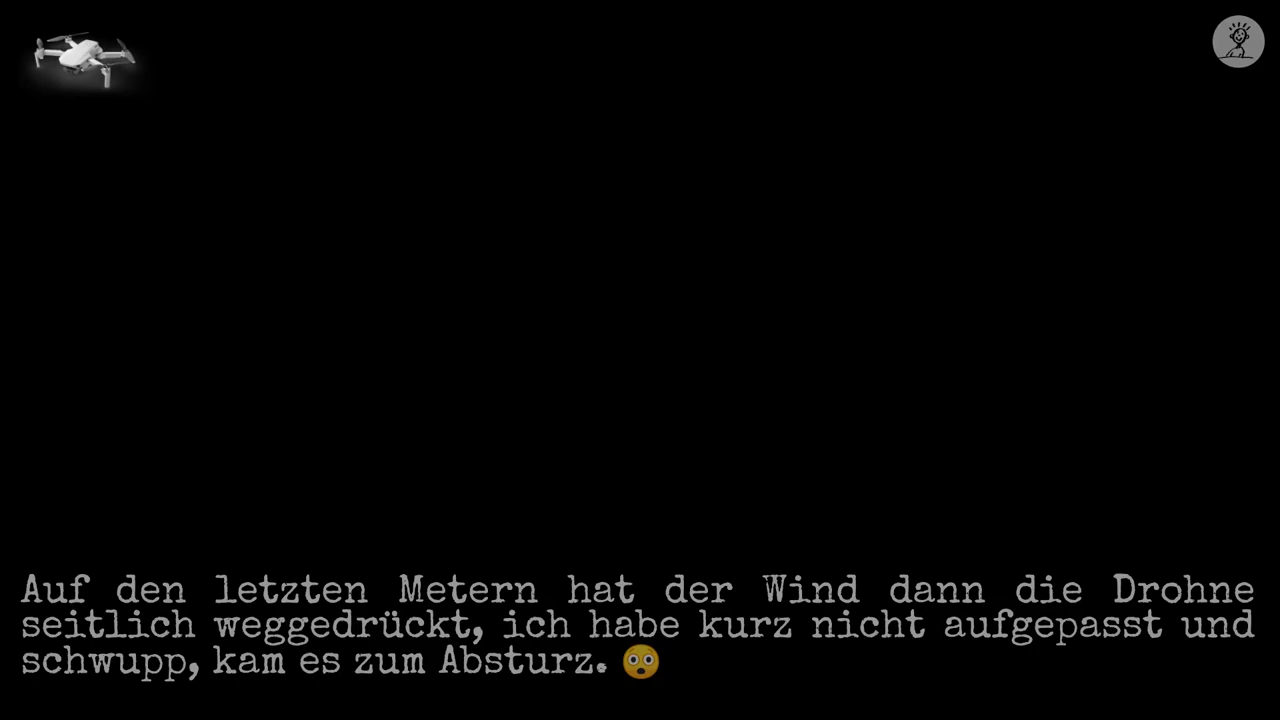 Auf den letzten Metern hat der Wind dann die Drohne
seitlich weggedrückt, ich habe kurz nicht aufgepasst und
schwupp, kam es zum Absturz. 😳